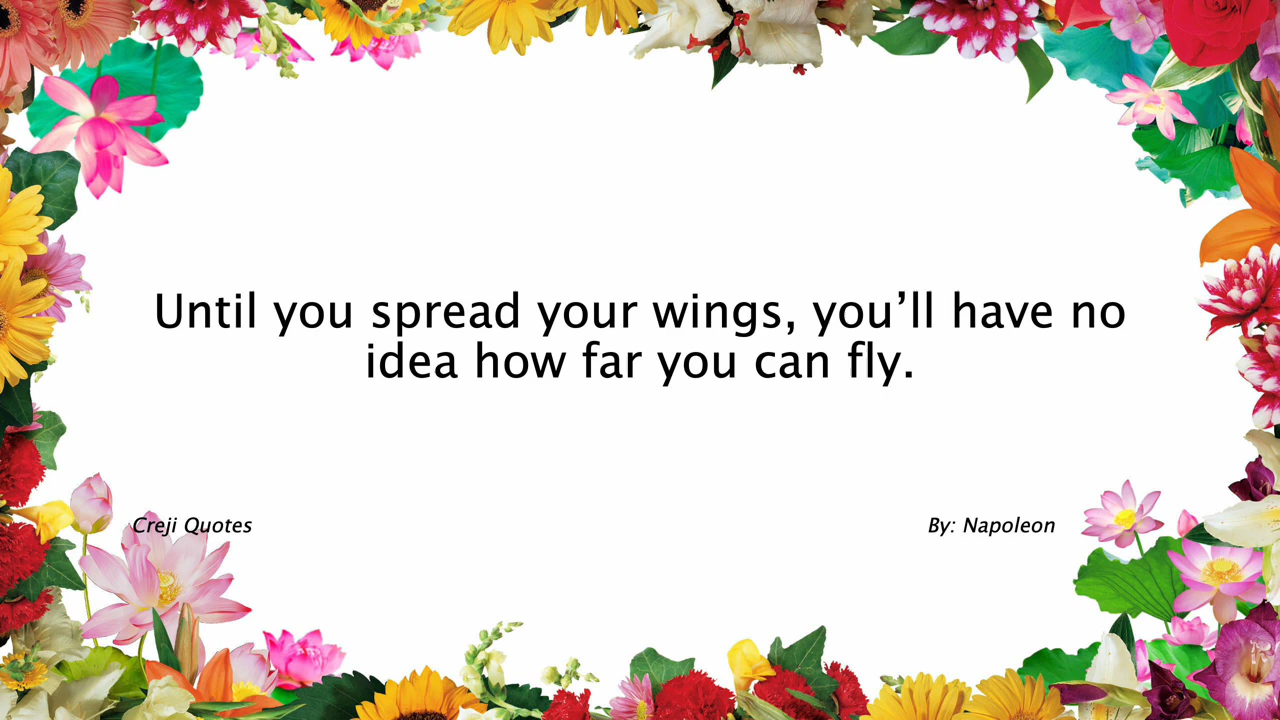 Until you spread your wings, you’ll have no
idea how far you can fly.
Creji Quotes
By: Napoleon